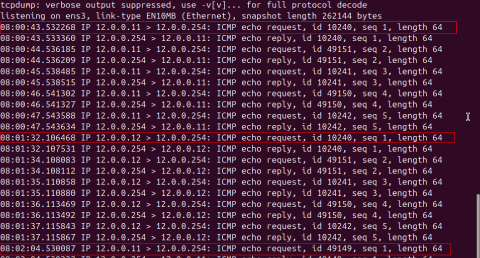 tcpdump: verbose output suppressed, use -v[v]... for full protocol decode
listening on ens3, link-type EN10MB (Ethernet), snapshot length 262144 bytes
08:00:43.532268 IP 12.0.0.11 > 12.0.0.254: ICMP echo request, id 10240, seq 1, length 64
08:00:43.533360 IP 12.0.0.254 > 12.0.0.11: ICMP echo reply, id 10240, seq 1, length 64
08:00:44.536185 IP 12.0.0.11 > 12.0.0.254: ICMP echo request, id 49151, seq 2, length 64
08:00:44.536209 IP 12.0.0.254 > 12.0.0.11: ICMP echo reply, id 49151, seq 2, length 64
08:00:45.538485 IP 12.0.0.11 > 12.0.0.254: ICMP echo request, id 10241, seq 3, length 64
08:00:45.538515 IP 12.0.0.254 > 12.0.0.11: ICMP echo reply, id 10241, seq 3, length 64
08:00:46.541302 IP 12.0.0.11 > 12.0.0.254: ICMP echo request, id 49150, seq 4, length 64
08:00:46.541327 IP 12.0.0.254 > 12.0.0.11: ICMP echo reply, id 49150, seq 4, length 64
08:00:47.543588 IP 12.0.0.11 > 12.0.0.254: ICMP echo request, id 10242, seq 5, length 64
08:00:47.543634 IP 12.0.0.254 > 12.0.0.11: ICMP echo reply, id 10242, seq 5, length 64
08:01:32.106468 IP 12.0.0.12 > 12.0.0.254: ICMP echo request, id 10240, seq 1, length 64
08:01:32.107531 IP 12.0.0.254 > 12.0.0.12: ICMP echo reply, id 10240, seq 1, length 64
08:01:34.108083 IP 12.0.0.12 > 12.0.0.254: ICMP echo request, id 49151, seq 2, length 64
08:01:34.108112 IP 12.0.0.254 > 12.0.0.12: ICMP echo reply, id 49151, seq 2, length 64
08:01:35.110858 IP 12.0.0.12 > 12.0.0.254: ICMP echo request, id 10241, seq 3, length 64
08:01:35.110880 IP 12.0.0.254 > 12.0.0.12: ICMP echo reply, id 10241, seq 3, length 64
08:01:36.113469 IP 12.0.0.12 > 12.0.0.254: ICMP echo request, id 49150, seq 4, length 64
08:01:36.113492 IP 12.0.0.254 > 12.0.0.12: ICMP echo reply, id 49150, seq 4, length 64
08:01:37.115843 IP 12.0.0.12 > 12.0.0.254: ICMP echo request, id 10242, seq 5, length 64
08:01:37.115867 IP 12.0.0.254 > 12.0.0.12: ICMP echo reply, id 10242, seq 5, length 64
08:02:04.530087 IP 12.0.0.11 > 12.0.0.254: ICMP echo request, id 49149, seq 1, length 64